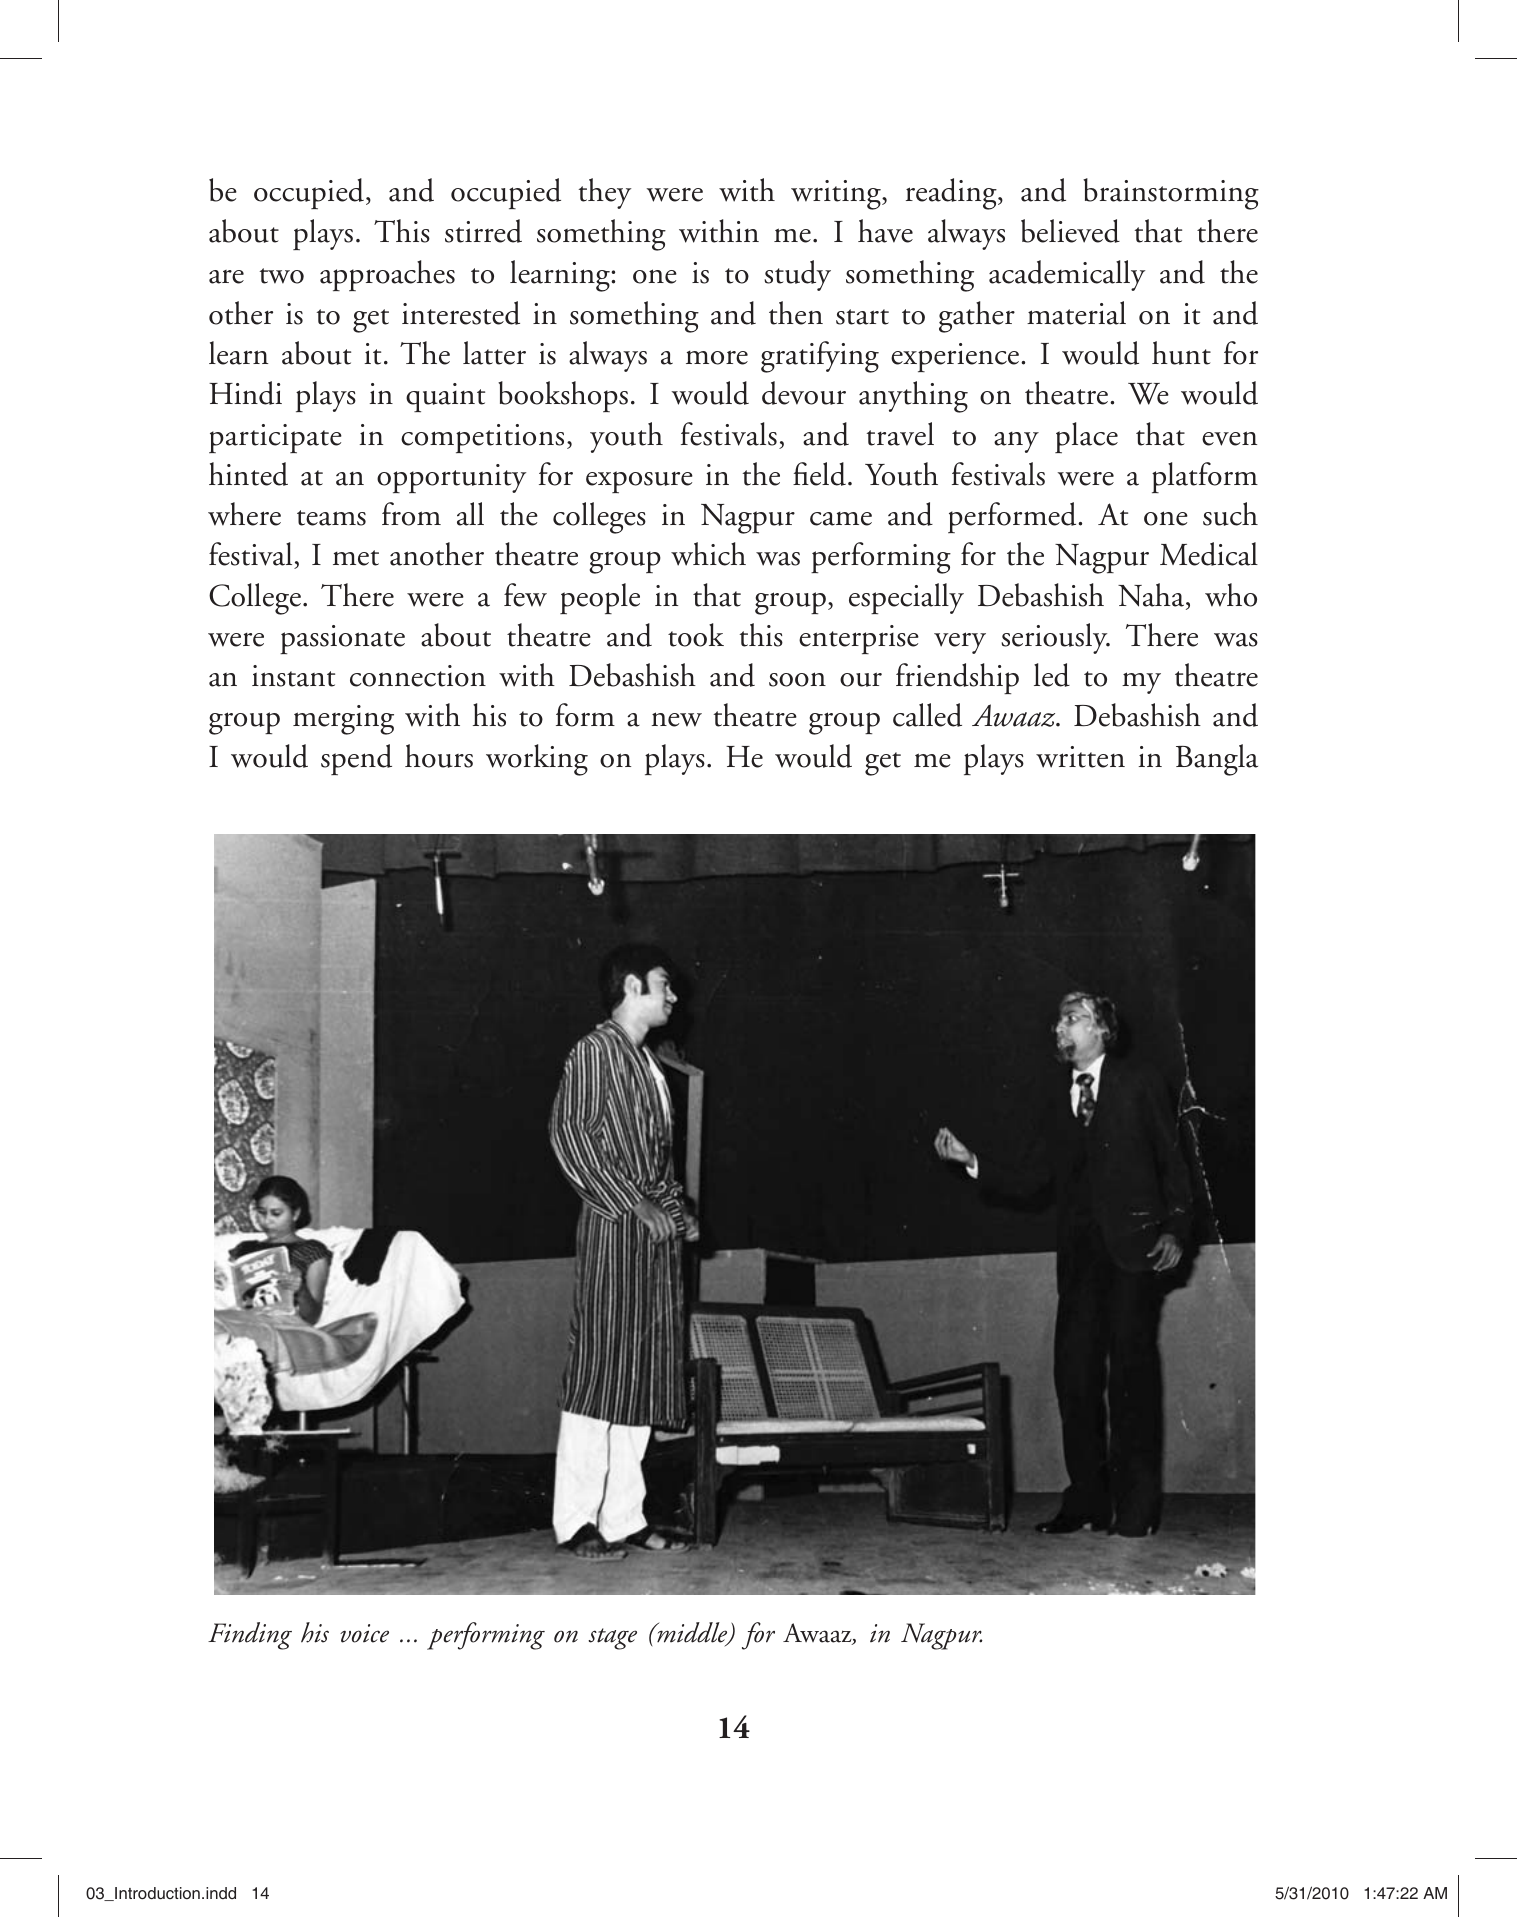 be occupied, and occupied they were with writing, reading, and brainstorming
about plays. This stirred something within me. I have always believed that there
are two approaches to learning: one is to study something academically and the
other is to get interested in something and then start to gather material on it and
learn about it. The latter is always a more gratifying experience. I would hunt for
Hindi plays in quaint bookshops. I would devour anything on theatre. We would
participate in competitions, youth festivals, and travel to any place that even
hinted at an opportunity for exposure in the field. Youth festivals were a platform
where teams from all the colleges in Nagpur came and performed. At one such
festival, I met another theatre group which was performing for the Nagpur Medical
College. There were a few people in that group, especially Debashish Naha, who
were passionate about theatre and took this enterprise very seriously. There was
an instant connection with Debashish and soon our friendship led to my theatre
group merging with his to form a new theatre group called Awaaz. Debashish and
I would spend hours working on plays. He would get me plays written in Bangla
Finding his voice ... performing on stage (middle) for Awaaz, in Nagpur.
14
03_Introduction.indd 14
5/31/2010 1:47:22 AM